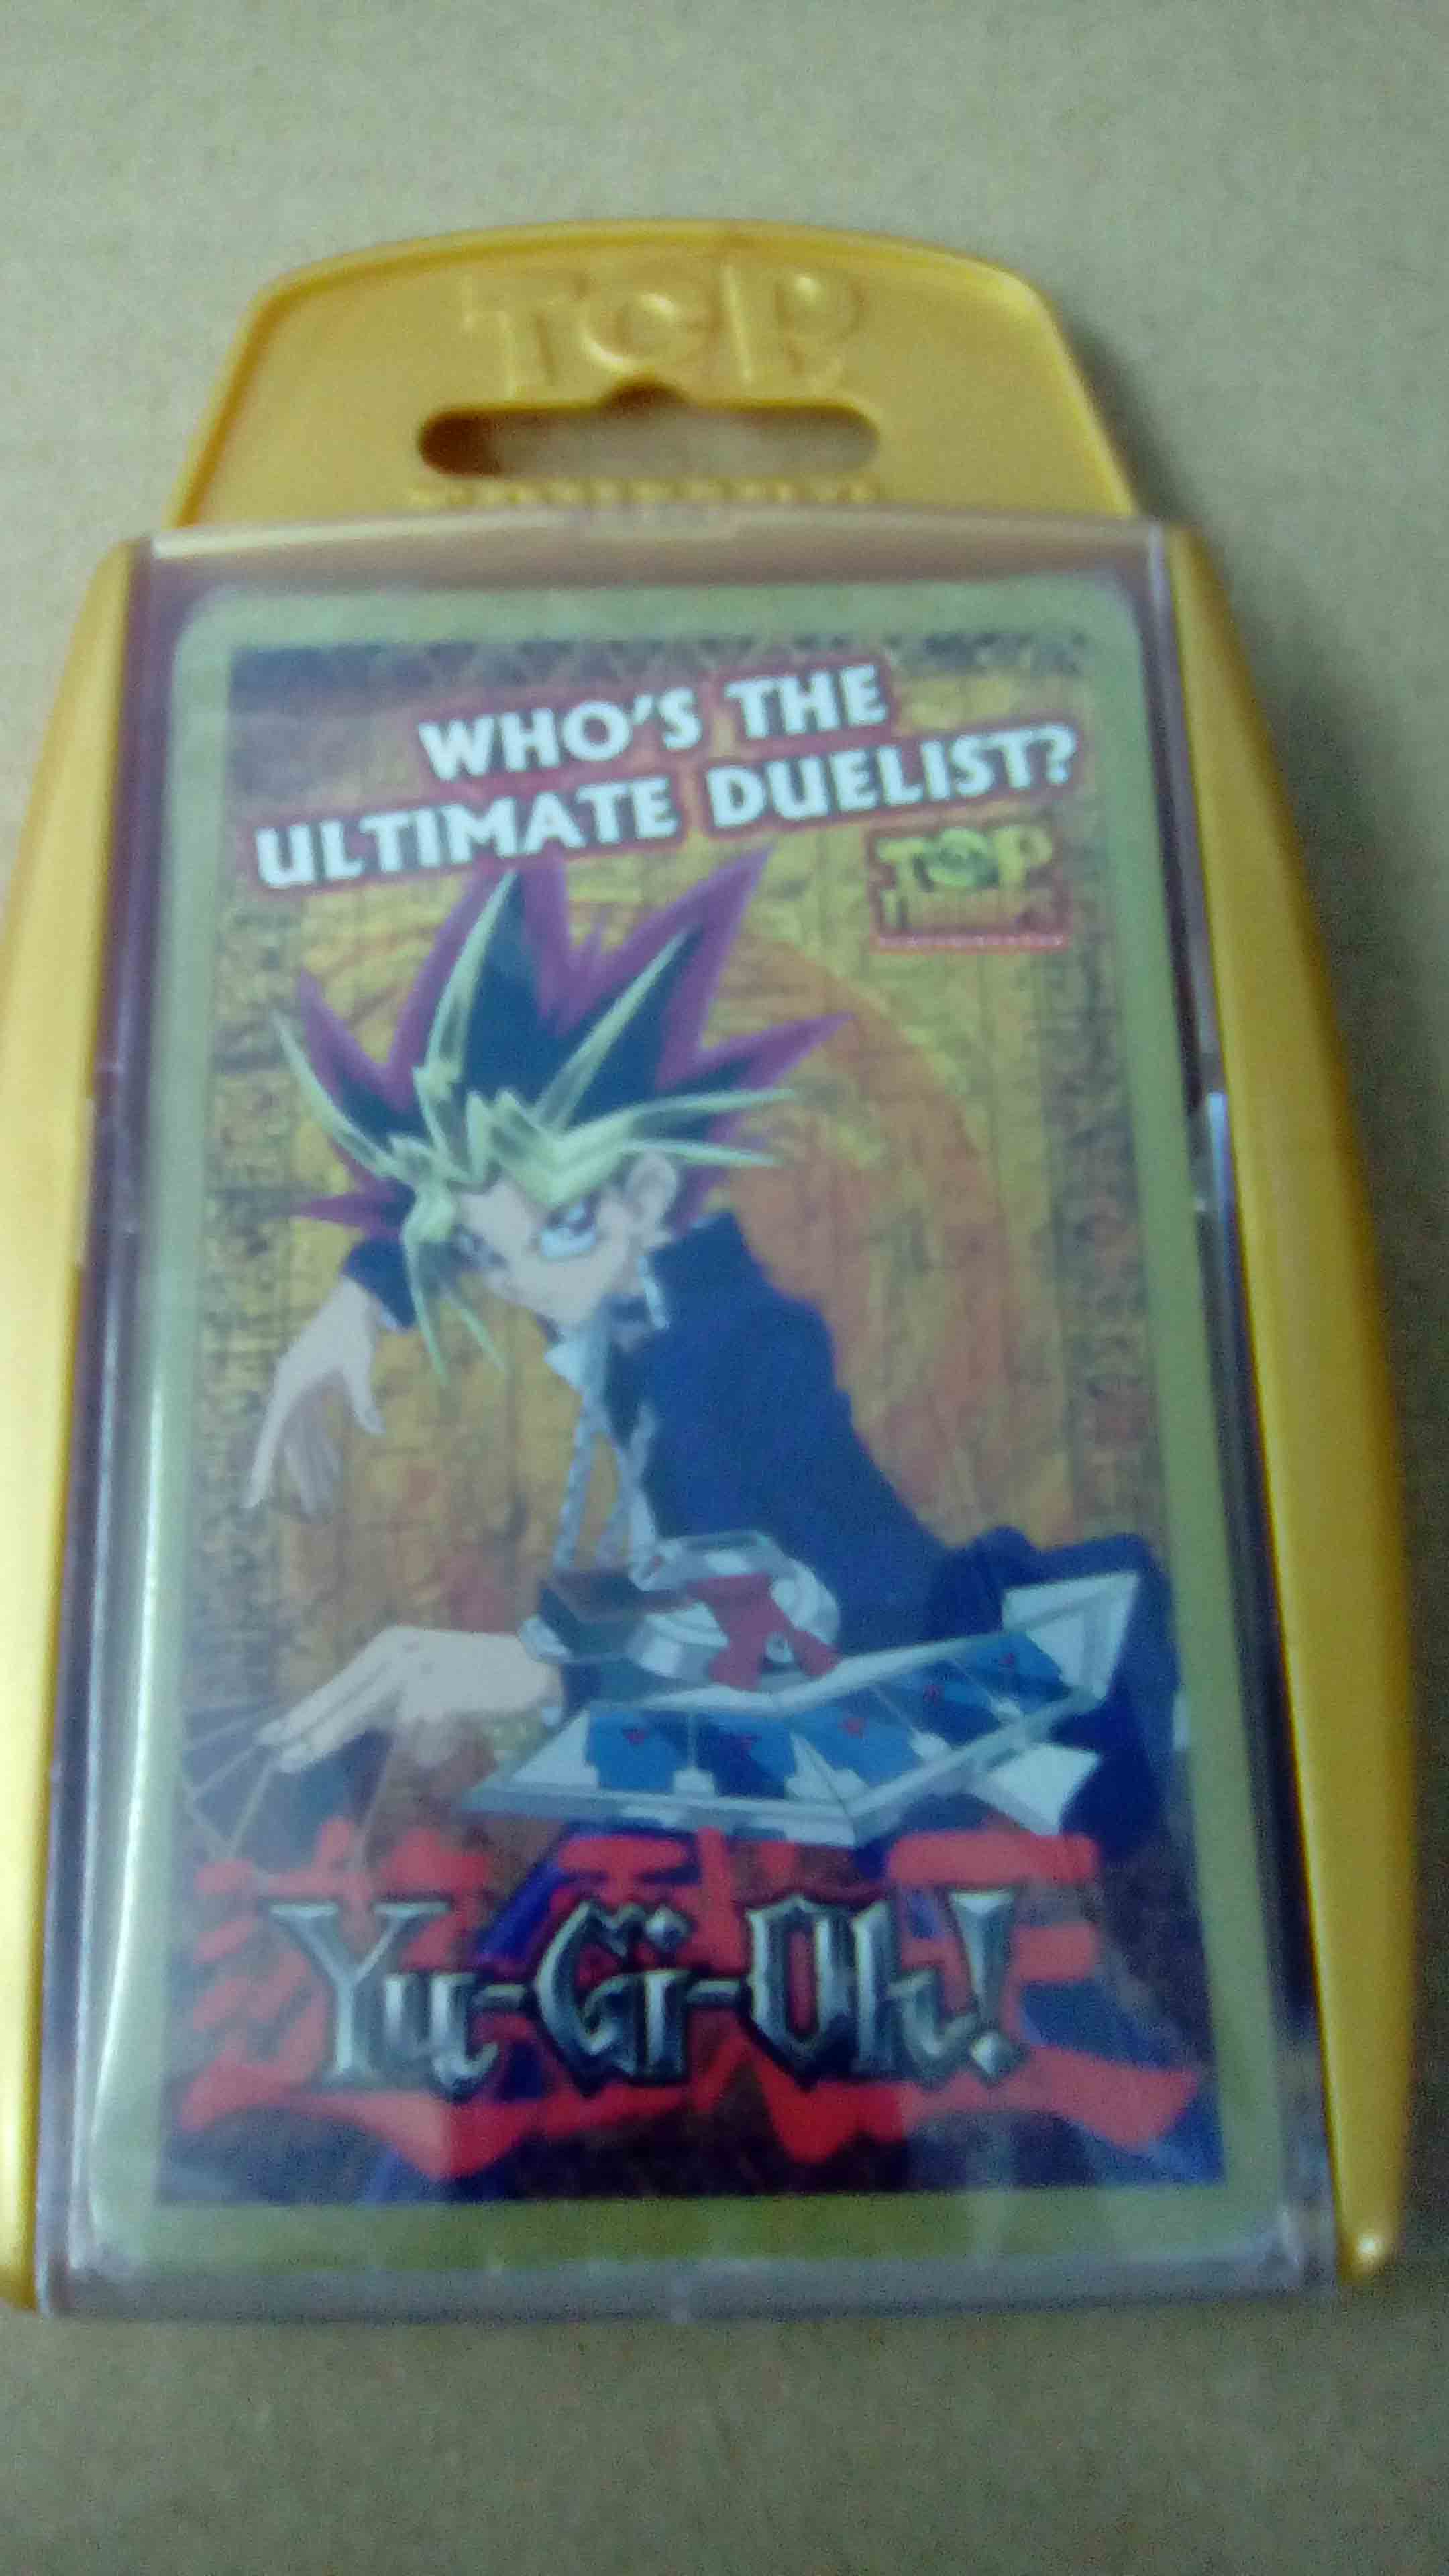 TOP
WHO'S THE
ULTIMATE DUELIST?
TOP
TRUMPS
Yu-Gi-Oh!